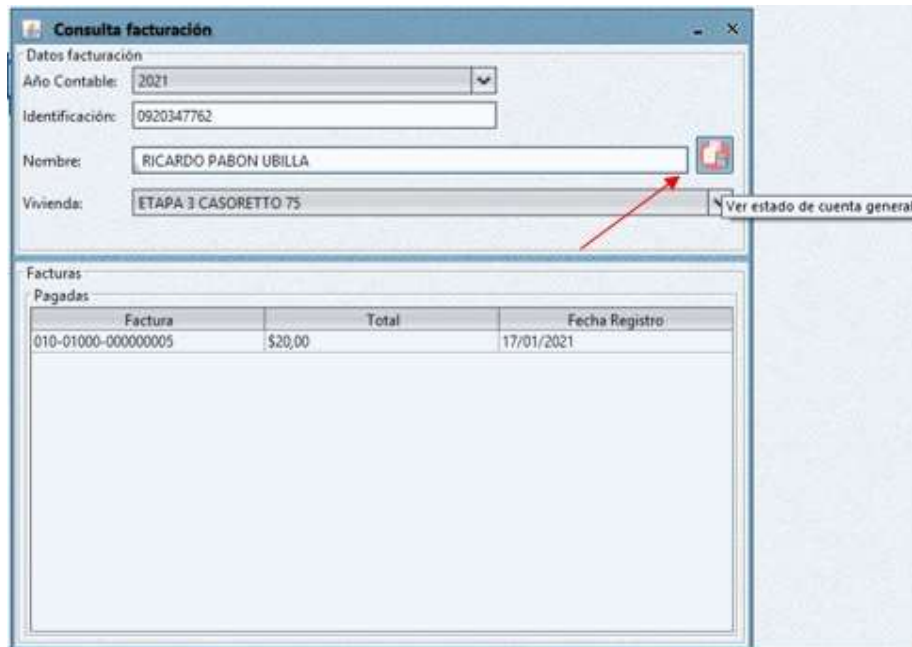 Consulta facturación
Datos facturación
Año Contable: 2021
Identificación: 0920347762
Nombre: RICARDO PABON UBILLA
Vivienda: ETAPA 3 CASORETTO 75
Ver estado de cuenta general
Facturas
Pagadas
Factura Total Fecha Registro
010-01000-000000005 $20,00 17/01/2021